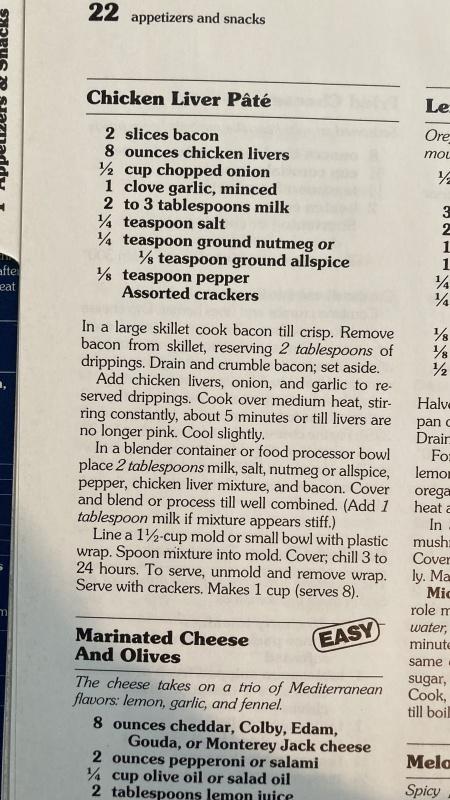 22 appetizers and snacks
Appetizers & Snacks
Chicken Liver Pâté
2 slices bacon
8 ounces chicken livers
½ cup chopped onion
1 clove garlic, minced
2 to 3 tablespoons milk
¼ teaspoon salt
¼ teaspoon ground nutmeg or
⅛ teaspoon ground allspice
⅛ teaspoon pepper
Assorted crackers
In a large skillet cook bacon till crisp. Remove
bacon from skillet, reserving 2 tablespoons of
drippings. Drain and crumble bacon; set aside.
Add chicken livers, onion, and garlic to re-
served drippings. Cook over medium heat, stir-
ring constantly, about 5 minutes or till livers are
no longer pink. Cool slightly.
In a blender container or food processor bowl
place 2 tablespoons milk, salt, nutmeg or allspice,
pepper, chicken liver mixture, and bacon. Cover
and blend or process till well combined. (Add 1
tablespoon milk if mixture appears stiff.)
Line a 1½-cup mold or small bowl with plastic
wrap. Spoon mixture into mold. Cover; chill 3 to
24 hours. To serve, unmold and remove wrap.
Serve with crackers. Makes 1 cup (serves 8).
Marinated Cheese
And Olives
EASY
The cheese takes on a trio of Mediterranean
flavors: lemon, garlic, and fennel.
8 ounces cheddar, Colby, Edam,
Gouda, or Monterey Jack cheese
2 ounces pepperoni or salami
¼ cup olive oil or salad oil
2 tablespoons lemon juice
Le
Ore
mou
½
3
2
1
1
¼
¼
⅛
⅛
½
Halve
pan o
Drain
For
lemon
orega
heat a
In a
mush
Cover
ly. Ma
Mic
role m
water,
minute
same
sugar,
Cook,
till boil
Melo
Spicy